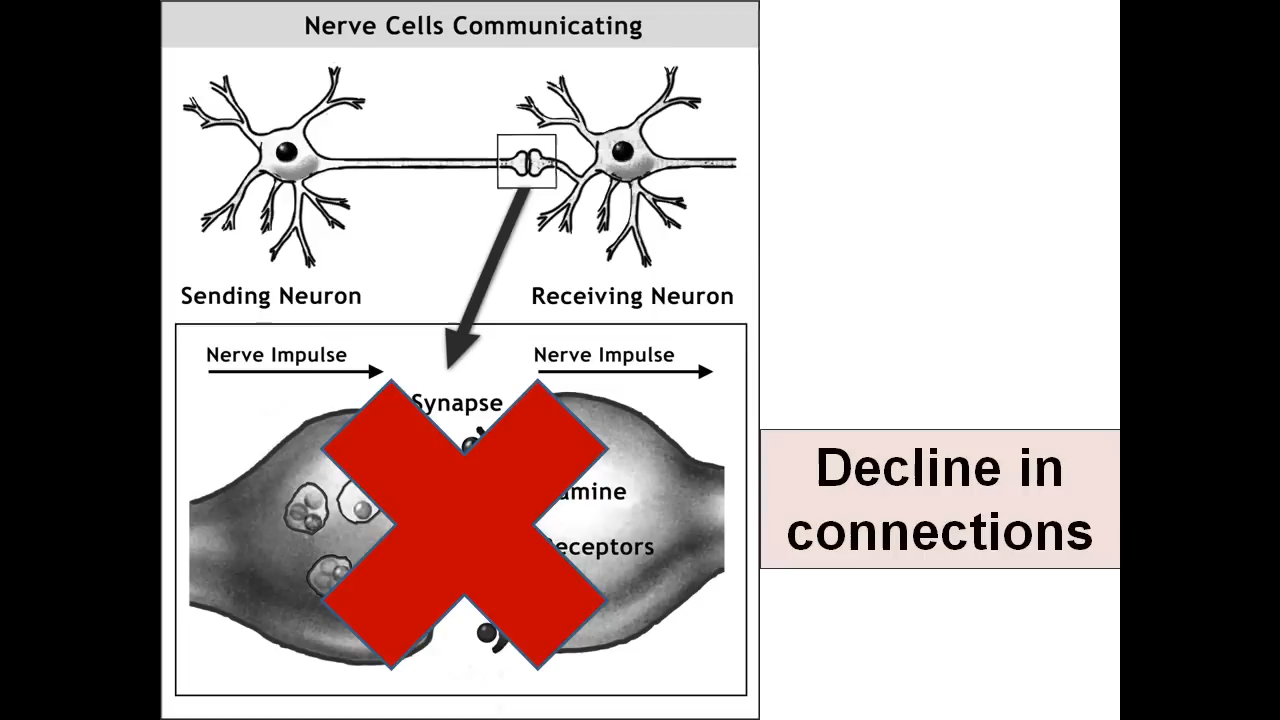 Nerve Cells Communicating
Sending Neuron
Receiving Neuron
Nerve Impulse
Nerve Impulse
Synapse
Decline in
connections